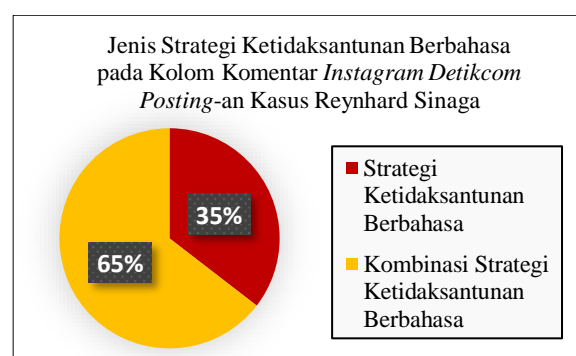 Jenis Strategi Ketidaksantunan Berbahasa
pada Kolom Komentar Instagram Detikcom
Posting-an Kasus Reynhard Sinaga
35%
65%
Strategi
Ketidaksantunan
Berbahasa
Kombinasi Strategi
Ketidaksantunan
Berbahasa